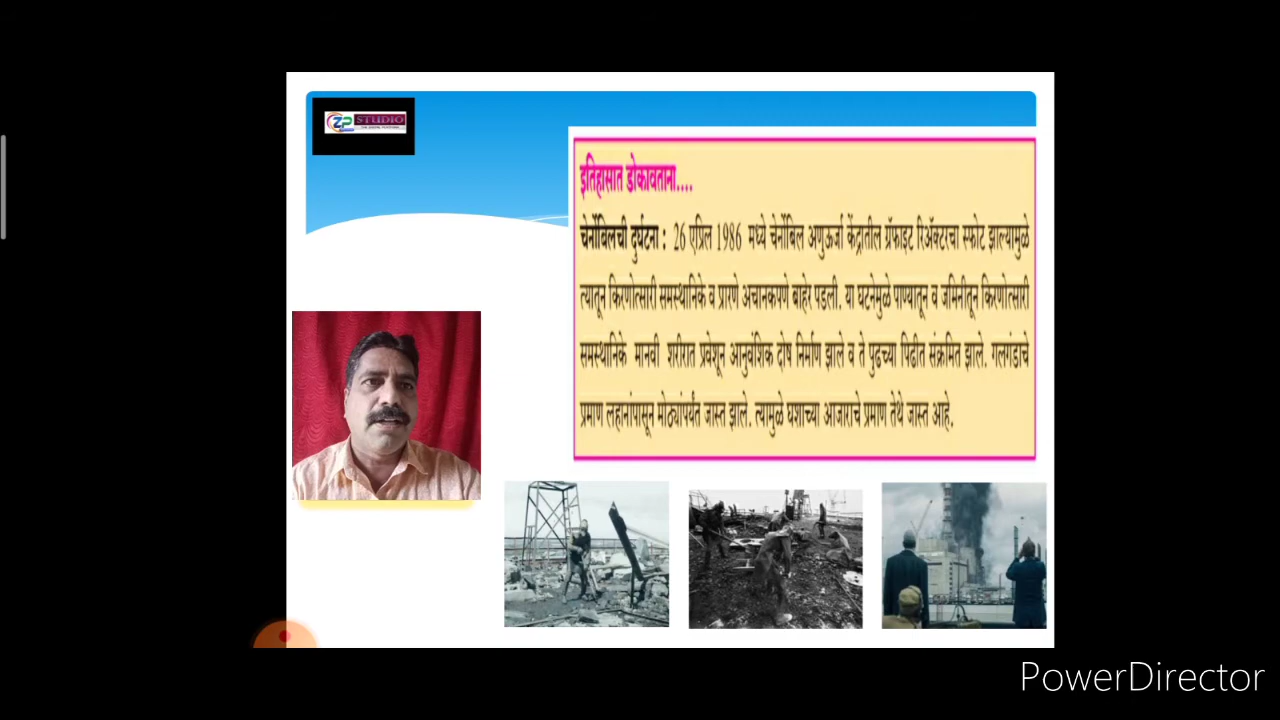 ZP STUDIO
इतिहासात डोकावताना....
चेर्नोबिलची दुर्घटना : 26 एप्रिल 1986 मध्ये चेर्नोबिल अणुऊर्जा केंद्रातील ग्रॅफाइट रिअ‍ॅक्टरचा स्फोट झाल्यामुळे
त्यातून किरणोत्सारी समस्थानिके व प्रारणे अचानकपणे बाहेर पडली. या घटनेमुळे पाण्यातून व जमिनीतून किरणोत्सारी
समस्थानिके मानवी शरीरात प्रवेशून आनुवंशिक दोष निर्माण झाले व ते पुढच्या पिढीत संक्रमित झाले. गलगंडाचे
प्रमाण लहानांपासून मोठ्यांपर्यंत जास्त झाले. त्यामुळे घशाच्या आजाराचे प्रमाण तेथे जास्त आहे.
PowerDirector